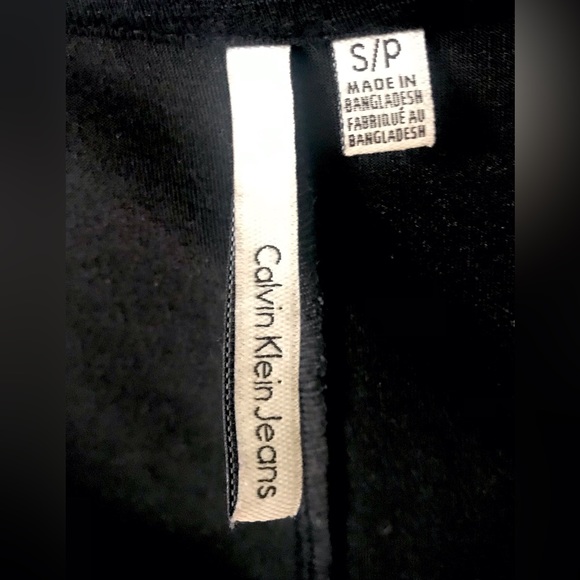 S/P
MADE IN
BANGLADESH
FABRIQUÉ AU
BANGLADESH
Calvin Klein Jeans